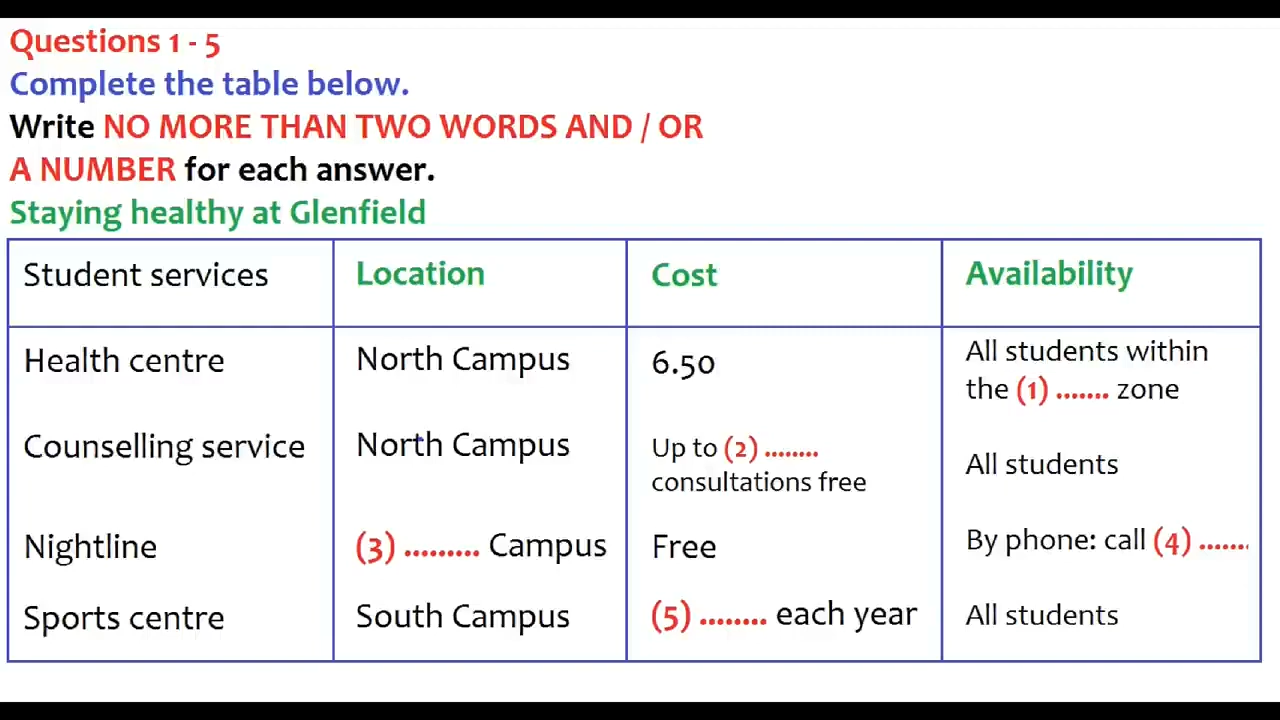 Questions 1 - 5
Complete the table below.
Write NO MORE THAN TWO WORDS AND / OR
A NUMBER for each answer.
Staying healthy at Glenfield
Student services Location Cost Availability
Health centre North Campus 6.50 All students within
the (1) ....... zone
Counselling service North Campus Up to (2) ........
consultations free All students
Nightline (3) ......... Campus Free By phone: call (4) .......
Sports centre South Campus (5) ........ each year All students